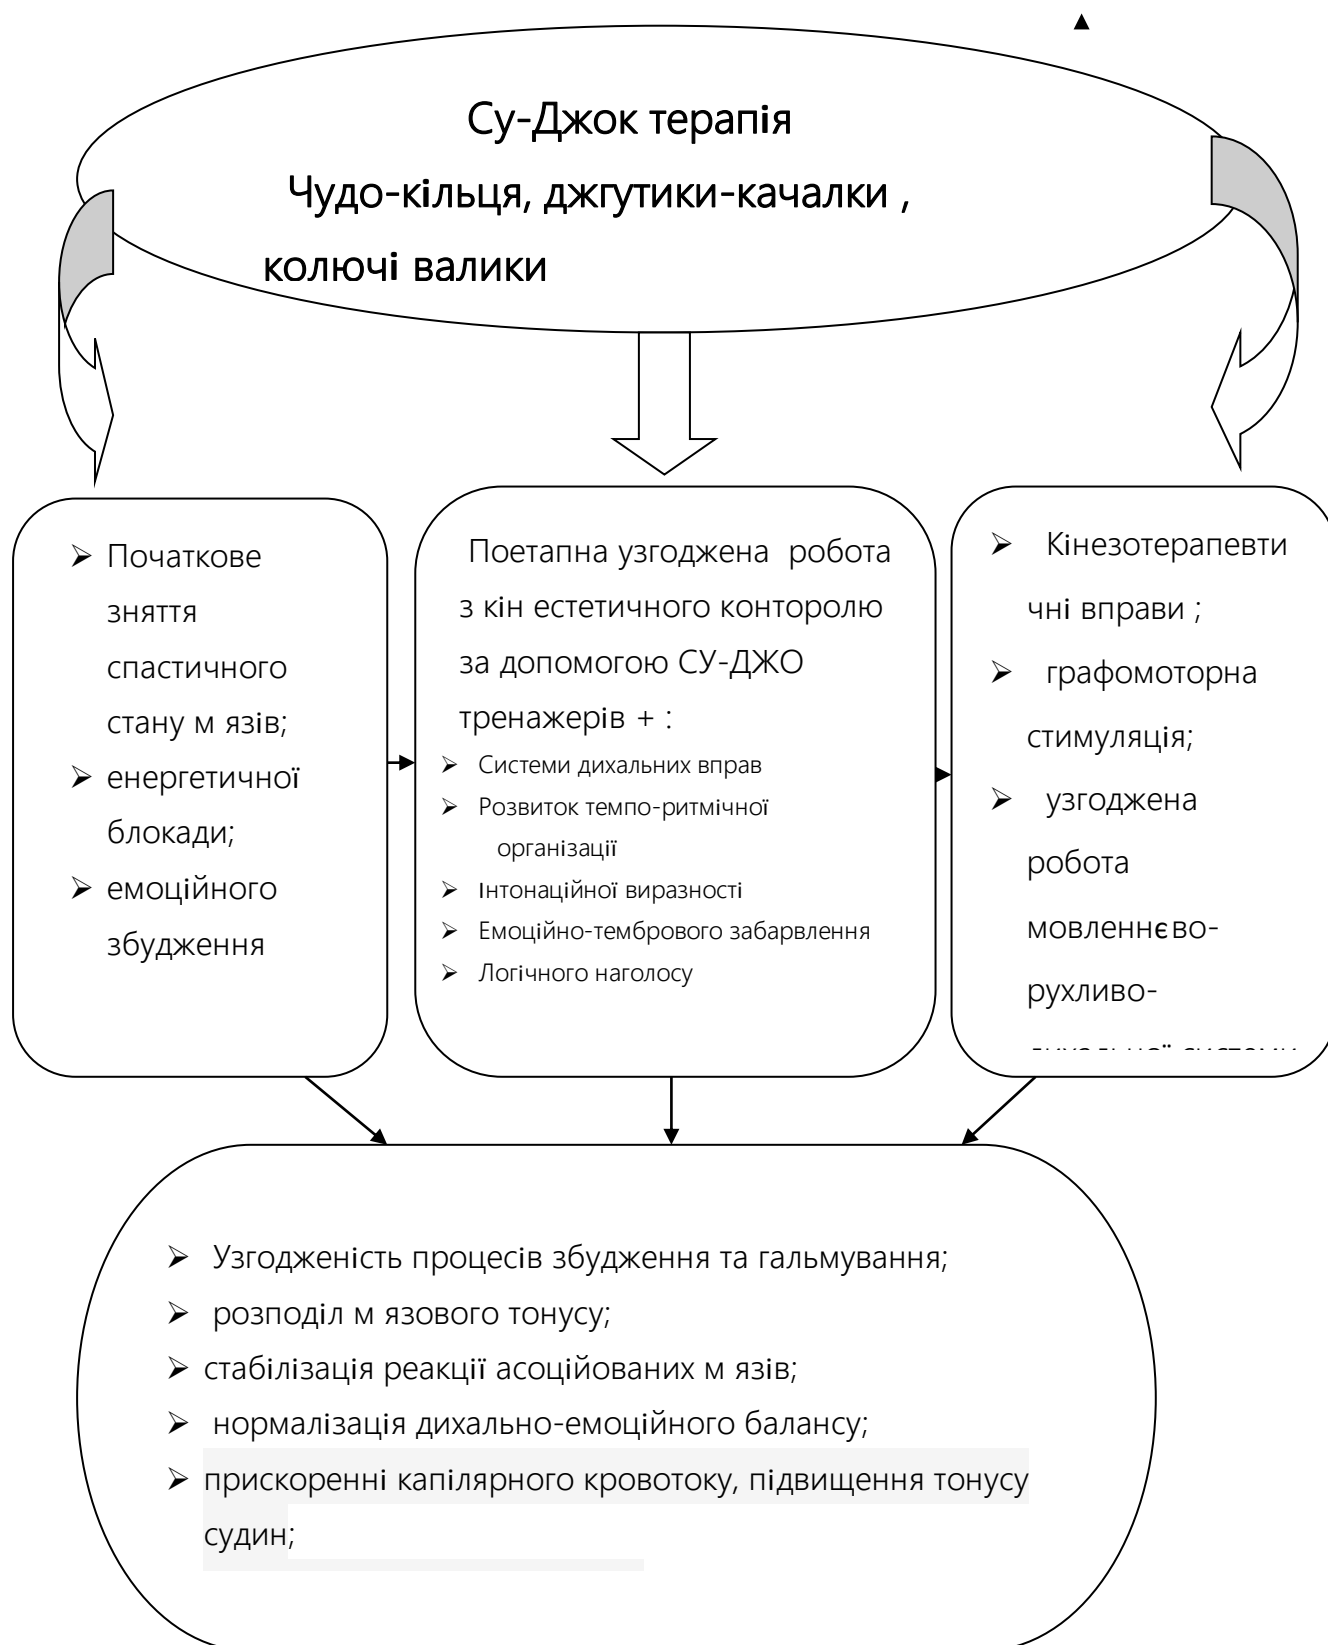 Су-Джок терапія
Чудо-кільця, джгутики-качалки ,
колючі валики
➢ Початкове
зняття
спастичного
стану м язів;
➢ енергетичної
блокади;
➢ емоційного
збудження
Поетапна узгоджена  робота
з кін естетичного конторолю
за допомогою СУ-ДЖО
тренажерів + :
➢ Системи дихальних вправ
➢ Розвиток темпо-ритмічної
організації
➢ Інтонаційної виразності
➢ Емоційно-тембрового забарвлення
➢ Логічного наголосу
➢ Кінезотерапевти
чні вправи ;
➢ графомоторна
стимуляція;
➢ узгоджена
робота
мовленнєво-
рухливо-
➢ Узгодженість процесів збудження та гальмування;
➢ розподіл м язового тонусу;
➢ стабілізація реакції асоційованих м язів;
➢ нормалізація дихально-емоційного балансу;
➢ прискоренні капілярного кровотоку, підвищення тонусу
судин;